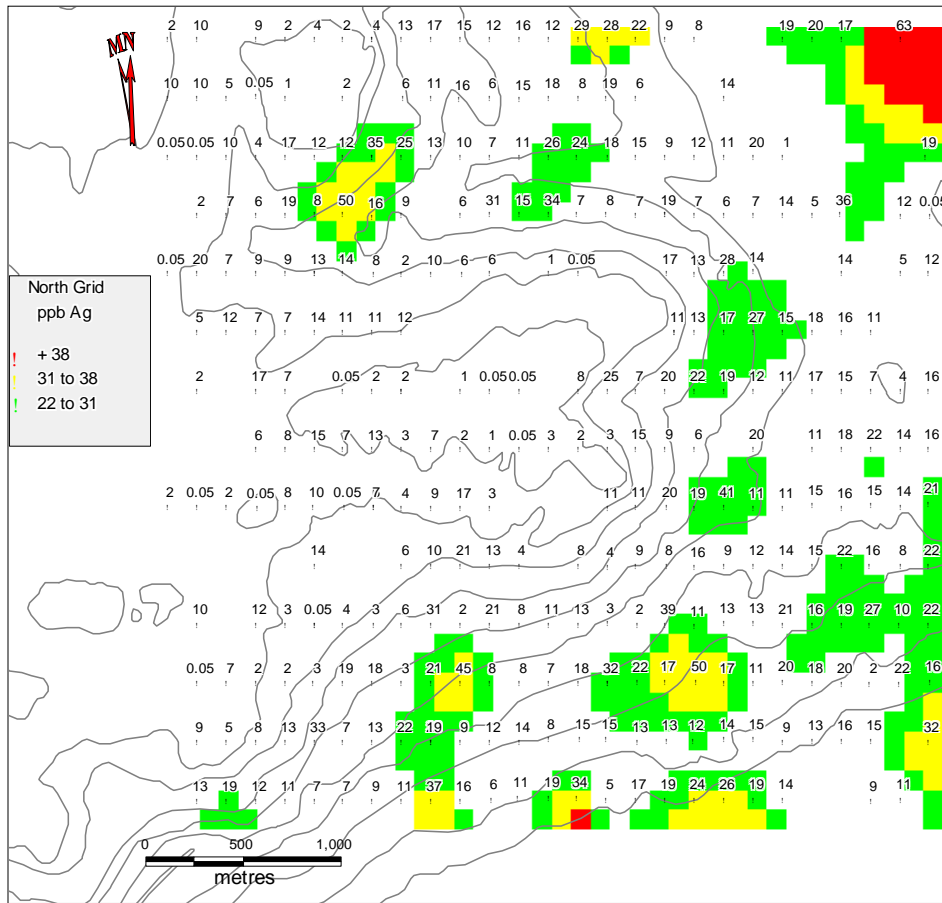 2 10 9 2 4 4 13 17 15 12 16 12 29 28 22 9 8 19 20 17 63
MN
10 10 5 0.05 1 2 6 11 16 6 15 18 8 19 6 14
0.05 0.05 10 4 17 12 12 35 25 13 10 7 11 26 24 18 15 9 12 11 20 1 19
2 7 6 19 8 50 16 9 6 31 15 34 7 8 7 19 7 6 7 14 5 36 12 0.05
0.05 20 7 9 9 13 14 8 2 10 6 6 1 0.05 17 13 28 14 14 5 12
North Grid
ppb Ag
5 12 7 7 14 11 11 12 11 13 17 27 15 18 16 11
! + 38
! 31 to 38
! 22 to 31
2 17 7 0.05 2 2 1 0.05 0.05 8 25 7 20 22 19 12 11 17 15 7 4 16
6 8 15 7 13 3 7 2 1 0.05 3 2 3 15 9 6 20 11 18 22 14 16
2 0.05 2 0.05 8 10 0.05 7 4 9 17 3 11 11 20 19 41 11 11 15 16 15 14 21
14 6 10 21 13 4 8 4 9 8 16 9 12 14 15 22 16 8 22
10 12 3 0.05 4 3 6 31 2 21 8 11 13 3 2 39 11 13 13 21 16 19 27 10 22
0.05 7 2 2 3 19 18 3 21 45 8 8 7 18 32 22 17 50 17 11 20 18 20 2 22 16
9 5 8 13 33 7 13 22 19 9 12 14 8 15 15 13 13 12 14 15 9 13 16 15 32
13 19 12 11 7 7 9 11 37 16 6 11 19 34 5 17 19 24 26 19 14 9 11
0 500 1,000
metres